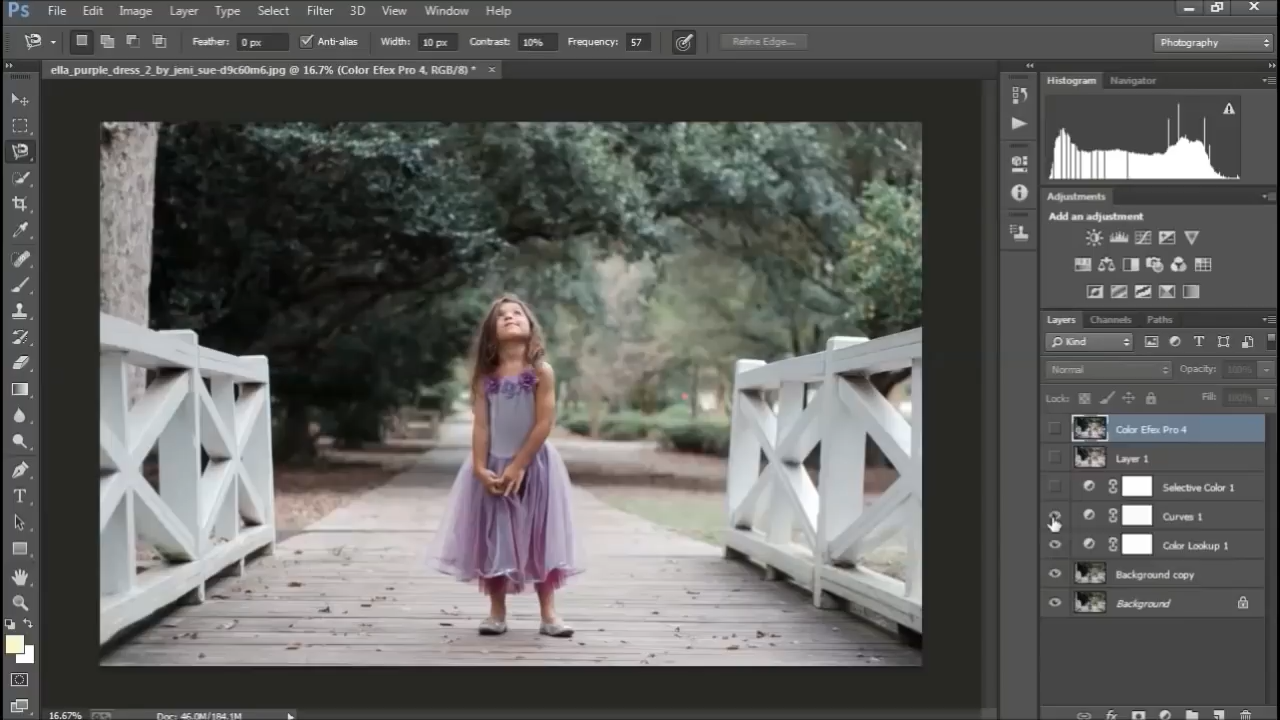 Ps File Edit Image Layer Type Select Filter 3D View Window Help
Feather: 0 px Anti-alias Width: 10 px Contrast: 10% Frequency: 57 Refine Edge... Photography
ella_purple_dress_2_by_jeni_sue-d9c60m6.jpg @ 16.7% (Color Efex Pro 4, RGB/8) *
Histogram Navigator
Adjustments
Add an adjustment
Layers Channels Paths
Kind
Normal Opacity: 100%
Lock: Fill: 100%
Color Efex Pro 4
Layer 1
Selective Color 1
Curves 1
Color Lookup 1
Background copy
Background
16.67% Doc: 46.0M/184.1M